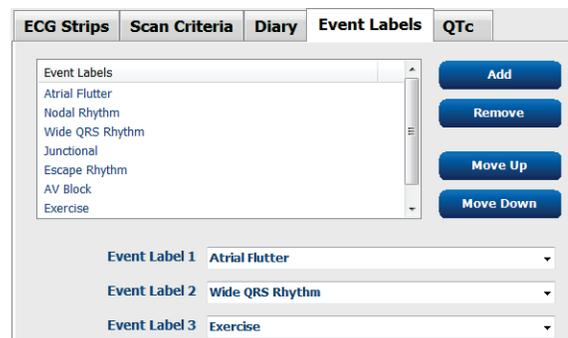 ECG Strips Scan Criteria Diary Event Labels QTc
Event Labels
Atrial Flutter
Nodal Rhythm
Wide QRS Rhythm
Junctional
Escape Rhythm
AV Block
Exercise
Add
Remove
Move Up
Move Down
Event Label 1 Atrial Flutter
Event Label 2 Wide QRS Rhythm
Event Label 3 Exercise